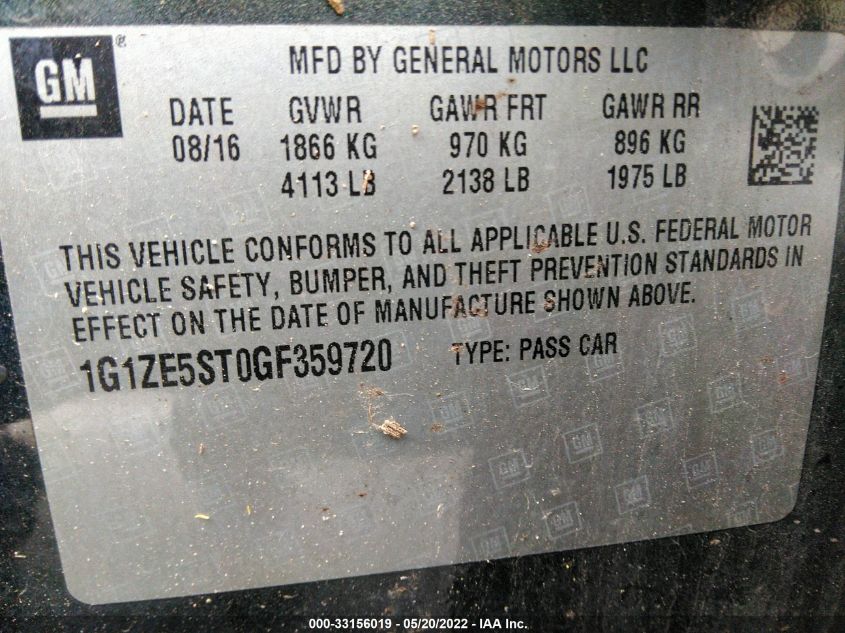 GM
MFD BY GENERAL MOTORS LLC
DATE GVWR GAWR FRT GAWR RR
08/16 1866 KG 970 KG 896 KG
4113 LB 2138 LB 1975 LB
THIS VEHICLE CONFORMS TO ALL APPLICABLE U.S. FEDERAL MOTOR
VEHICLE SAFETY, BUMPER, AND THEFT PREVENTION STANDARDS IN
EFFECT ON THE DATE OF MANUFACTURE SHOWN ABOVE.
1G1ZE5ST0GF359720 TYPE: PASS CAR
000-33156019 - 05/20/2022 - IAA Inc.